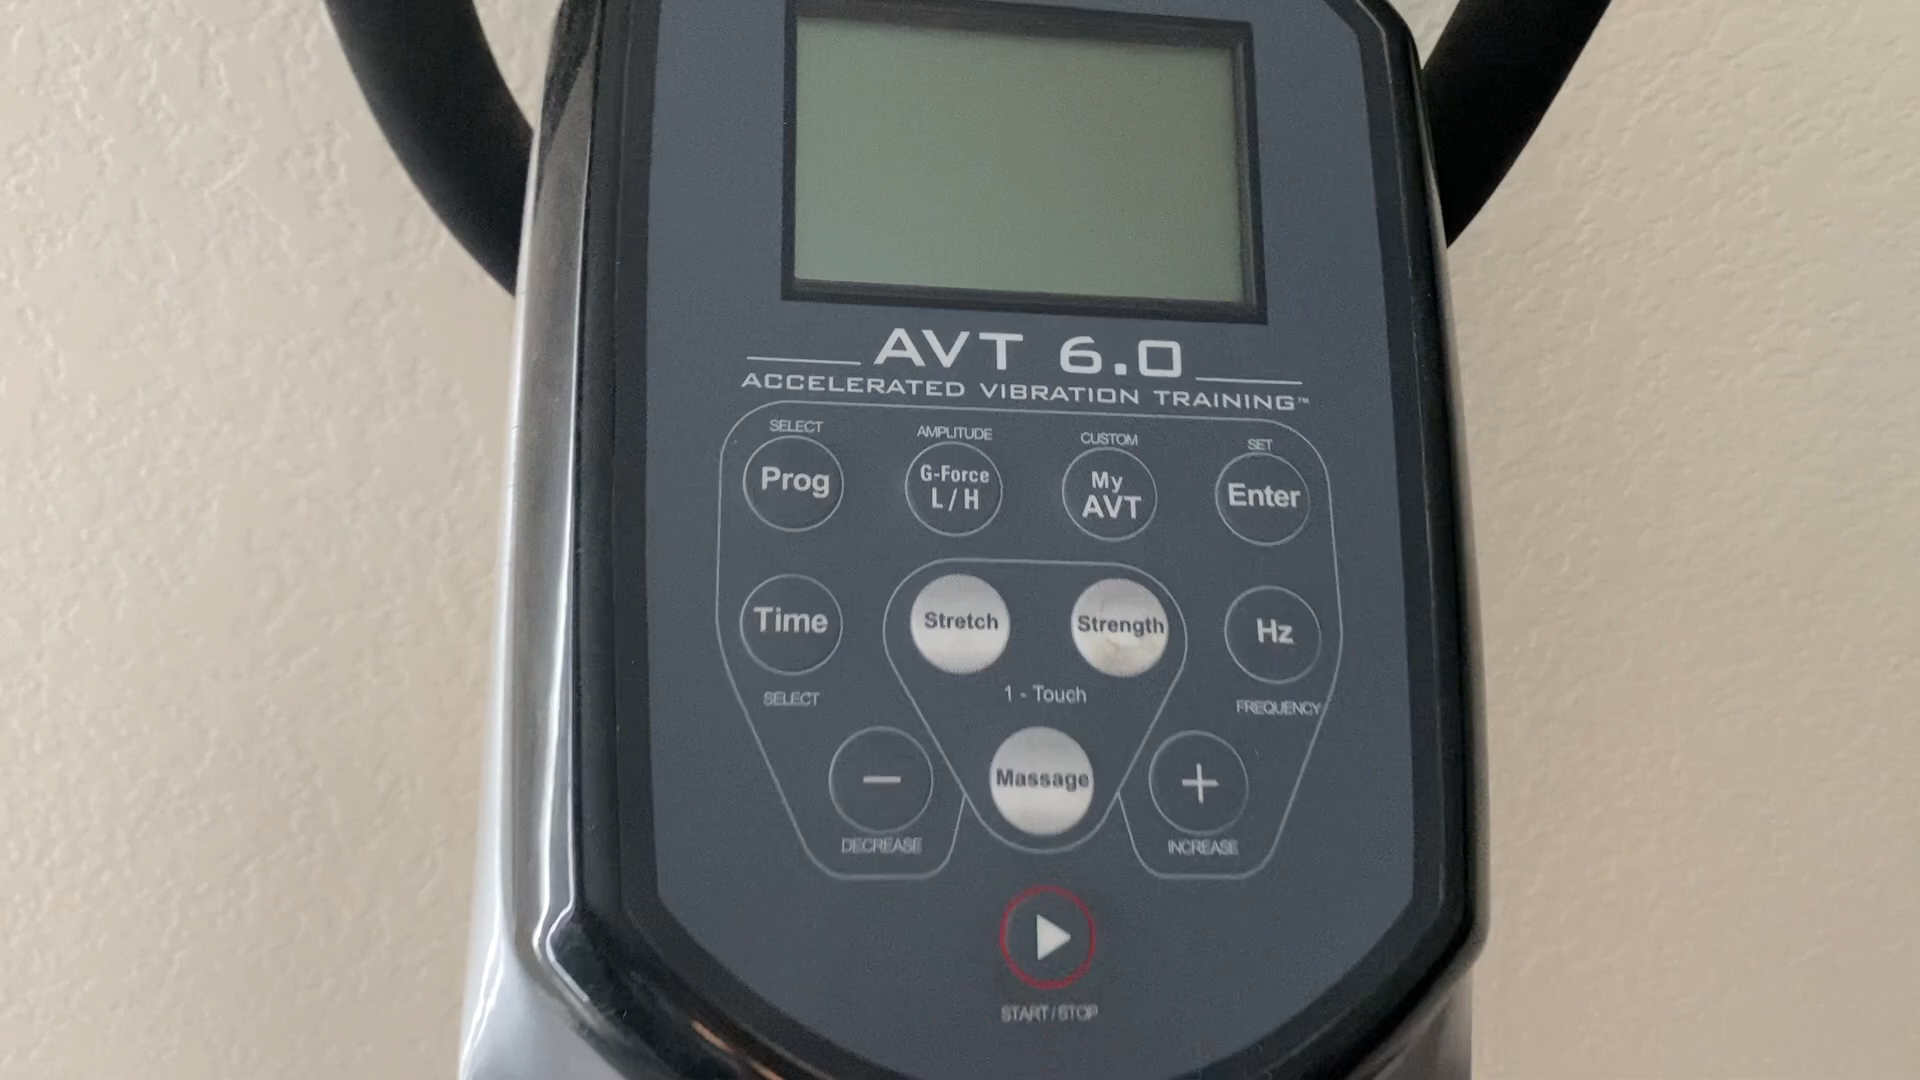 AVT 6.0
ACCELERATED VIBRATION TRAINING™
SELECT AMPLITUDE CUSTOM SET
Prog G-Force L/H My AVT Enter
Time Stretch Strength Hz
SELECT 1 - Touch FREQUENCY
− Massage +
DECREASE INCREASE
START/STOP